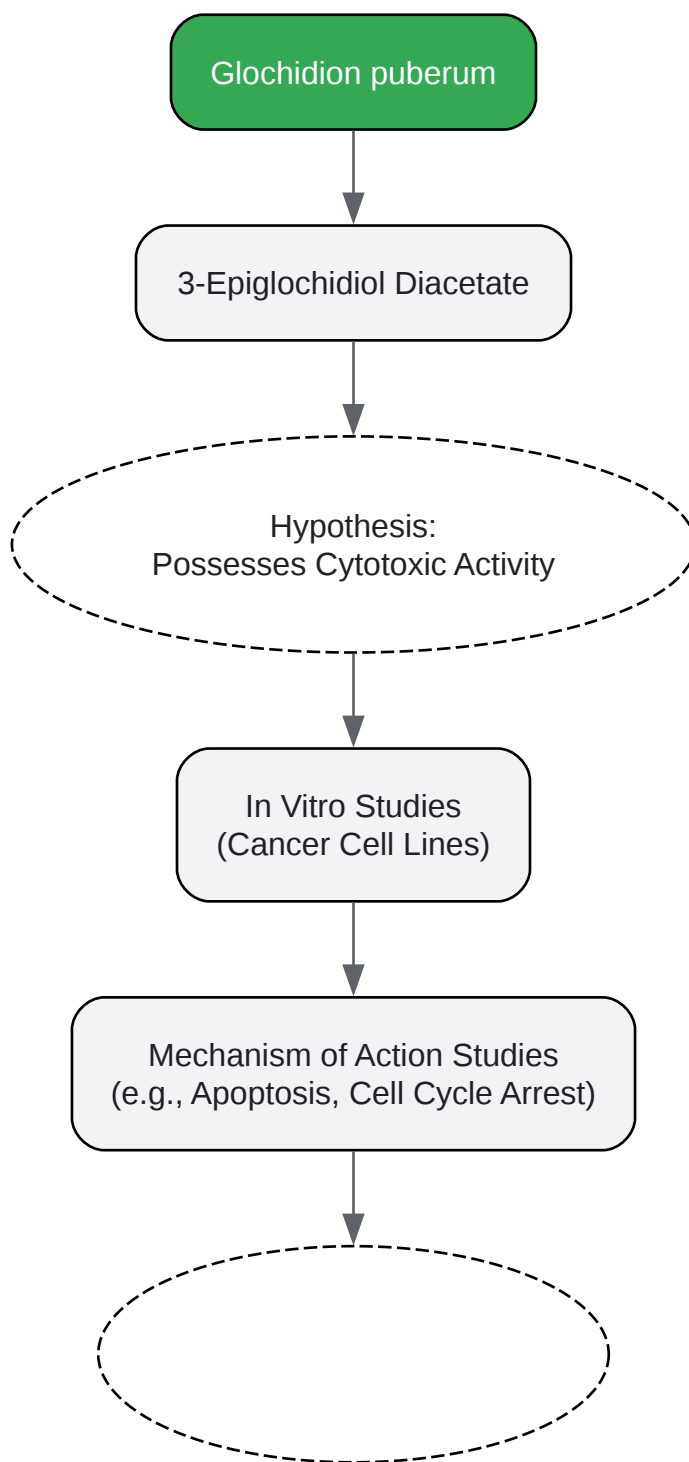 Glochidion puberum
3-Epiglochidiol Diacetate
Hypothesis:
Possesses Cytotoxic Activity
In Vitro Studies
(Cancer Cell Lines)
Mechanism of Action Studies
(e.g., Apoptosis, Cell Cycle Arrest)